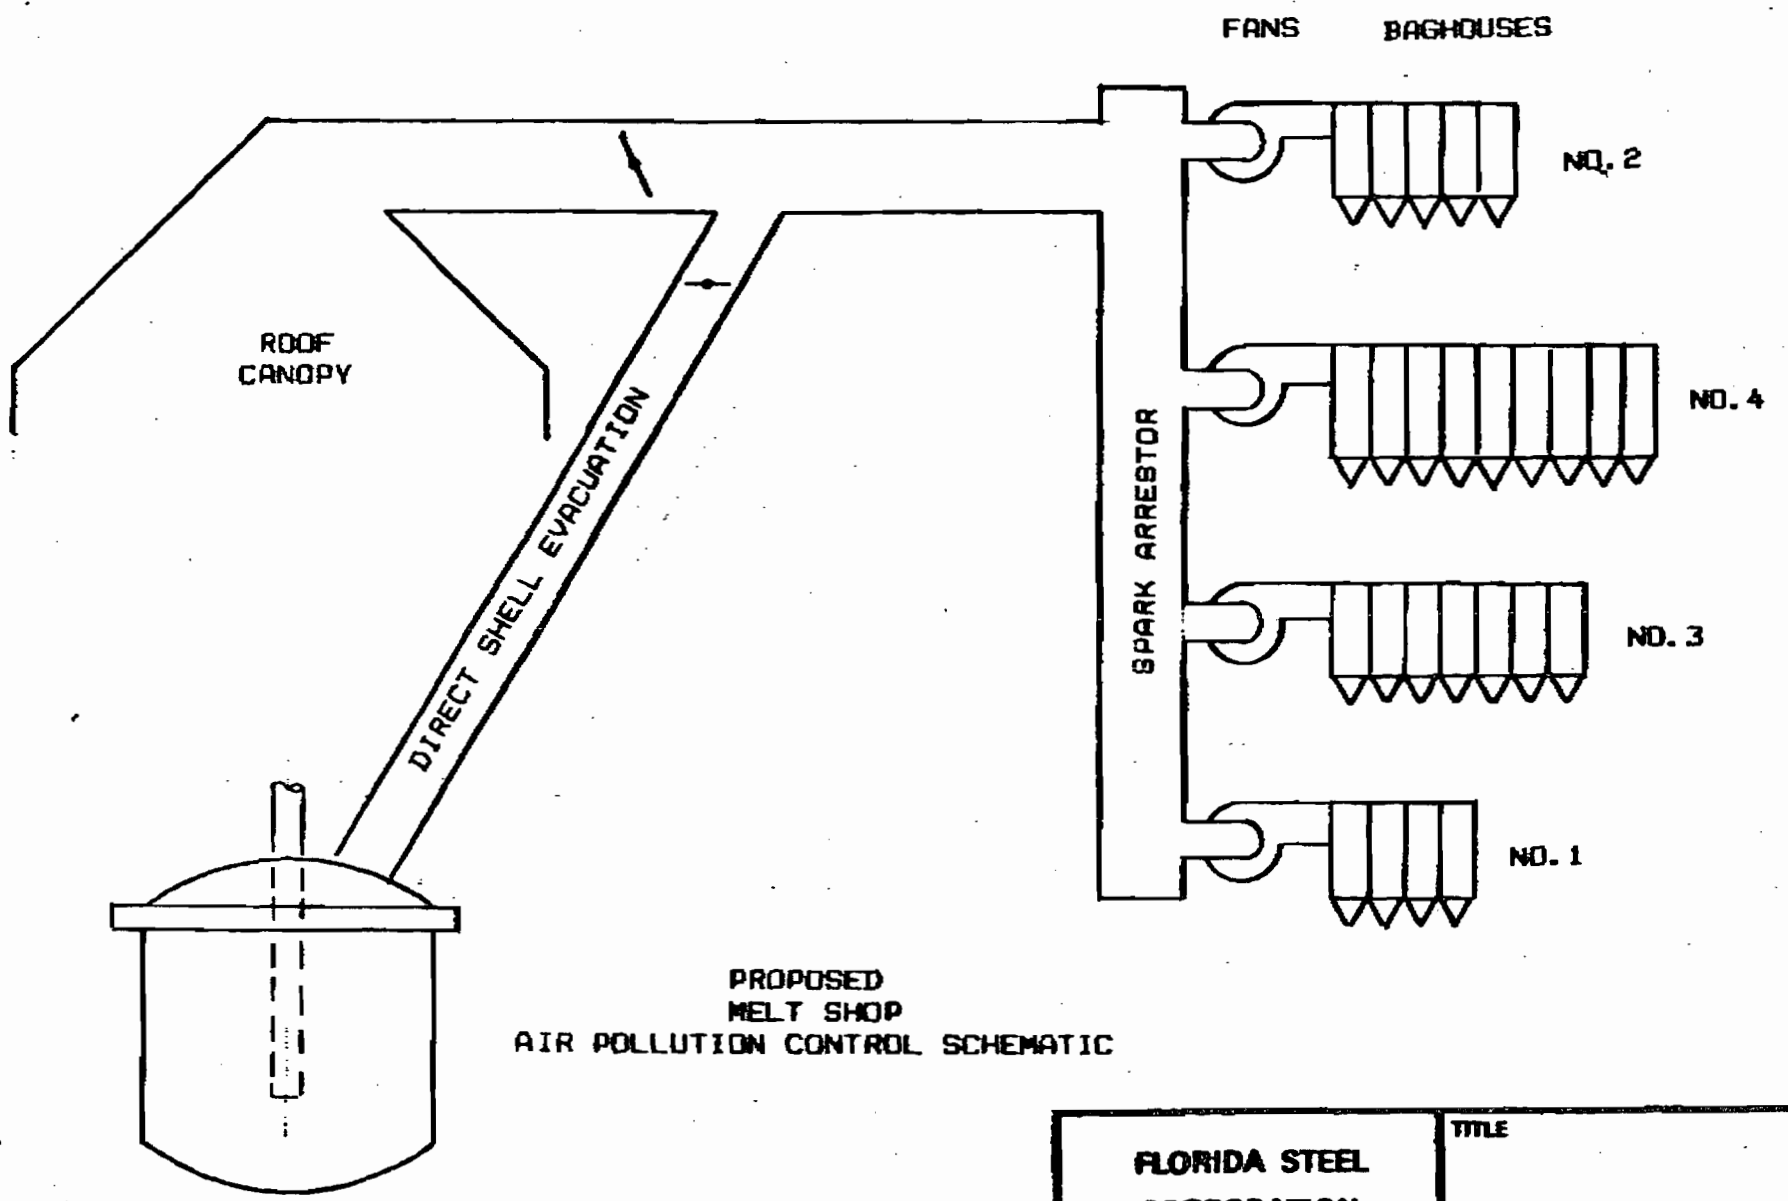 FANS BAGHOUSES
NO. 2
ROOF
CANOPY
NO. 4
DIRECT SHELL EVACUATION
SPARK ARRESTOR
NO. 3
NO. 1
PROPOSED
MELT SHOP
AIR POLLUTION CONTROL SCHEMATIC
TITLE
FLORIDA STEEL